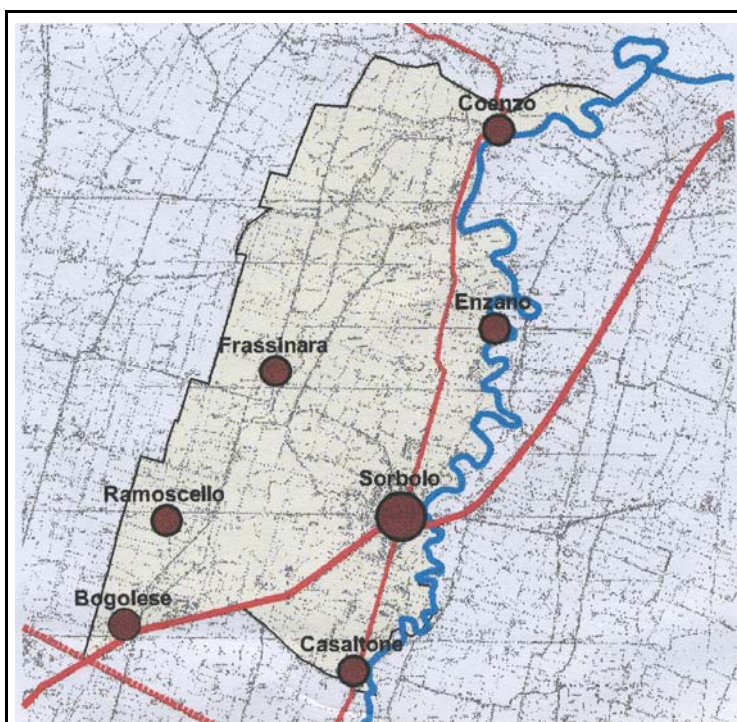 Coenzo
Enzano
Frassinara
Sorbolo
Ramoscello
Bogolese
Casaltone